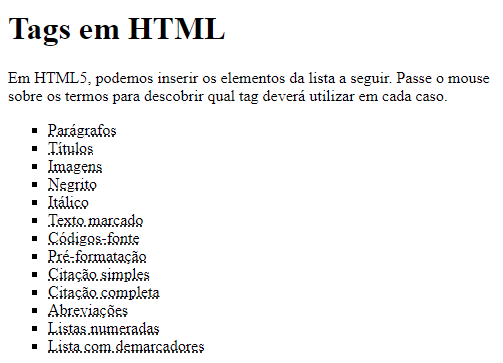 Tags em HTML
Em HTML5, podemos inserir os elementos da lista a seguir. Passe o mouse
sobre os termos para descobrir qual tag deverá utilizar em cada caso.
Parágrafos
Títulos
Imagens
Negrito
Itálico
Texto marcado
Códigos-fonte
Pré-formatação
Citação simples
Citação completa
Abreviações
Listas numeradas
Lista com demarcadores